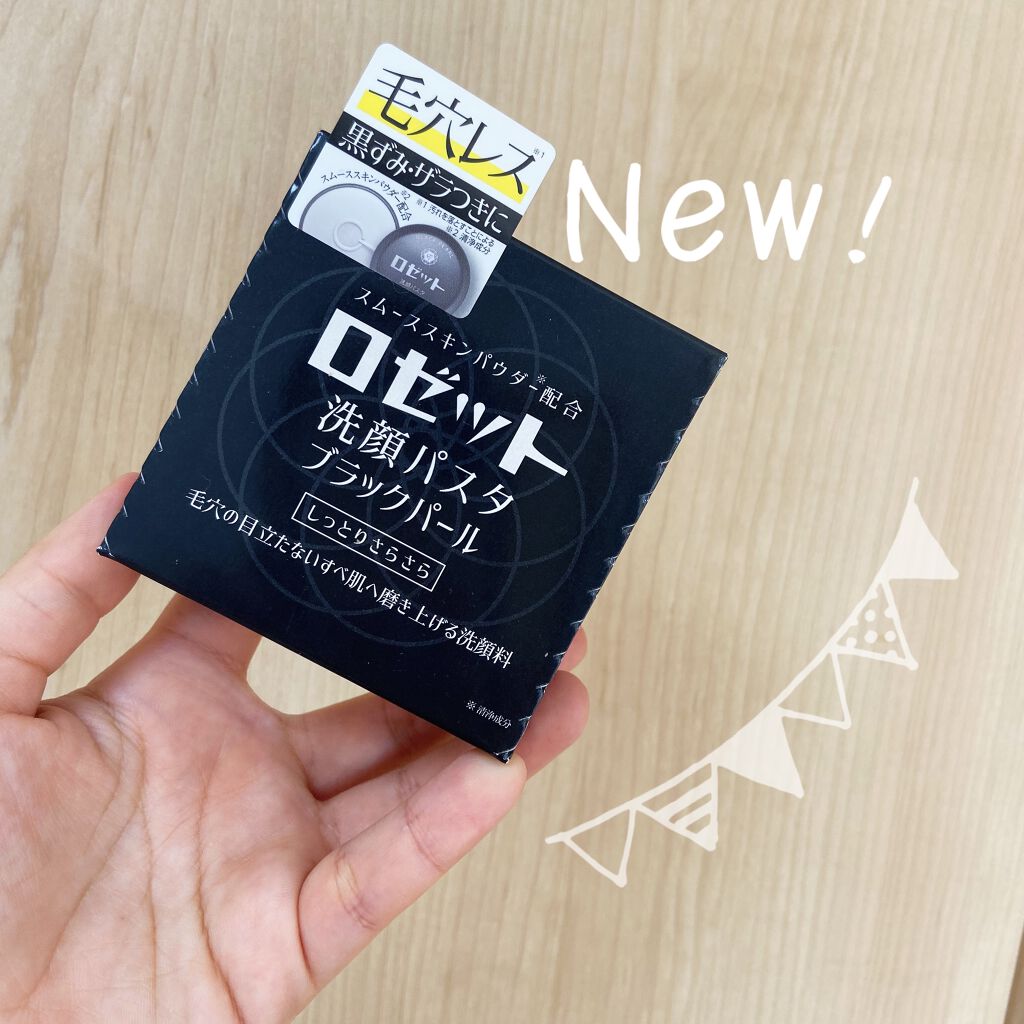 毛穴レス※1
黒ずみ・ザラつきに
スムーススキンパウダー※2配合
※1 汚れを落とすことによる
※2 清浄成分
ロゼット
洗顔パスタ
New!
スムーススキンパウダー※配合
ロゼット
洗顔パスタ
ブラックパール
しっとりさらさら
毛穴の目立たないすべ肌へ磨き上げる洗顔料
※清浄成分